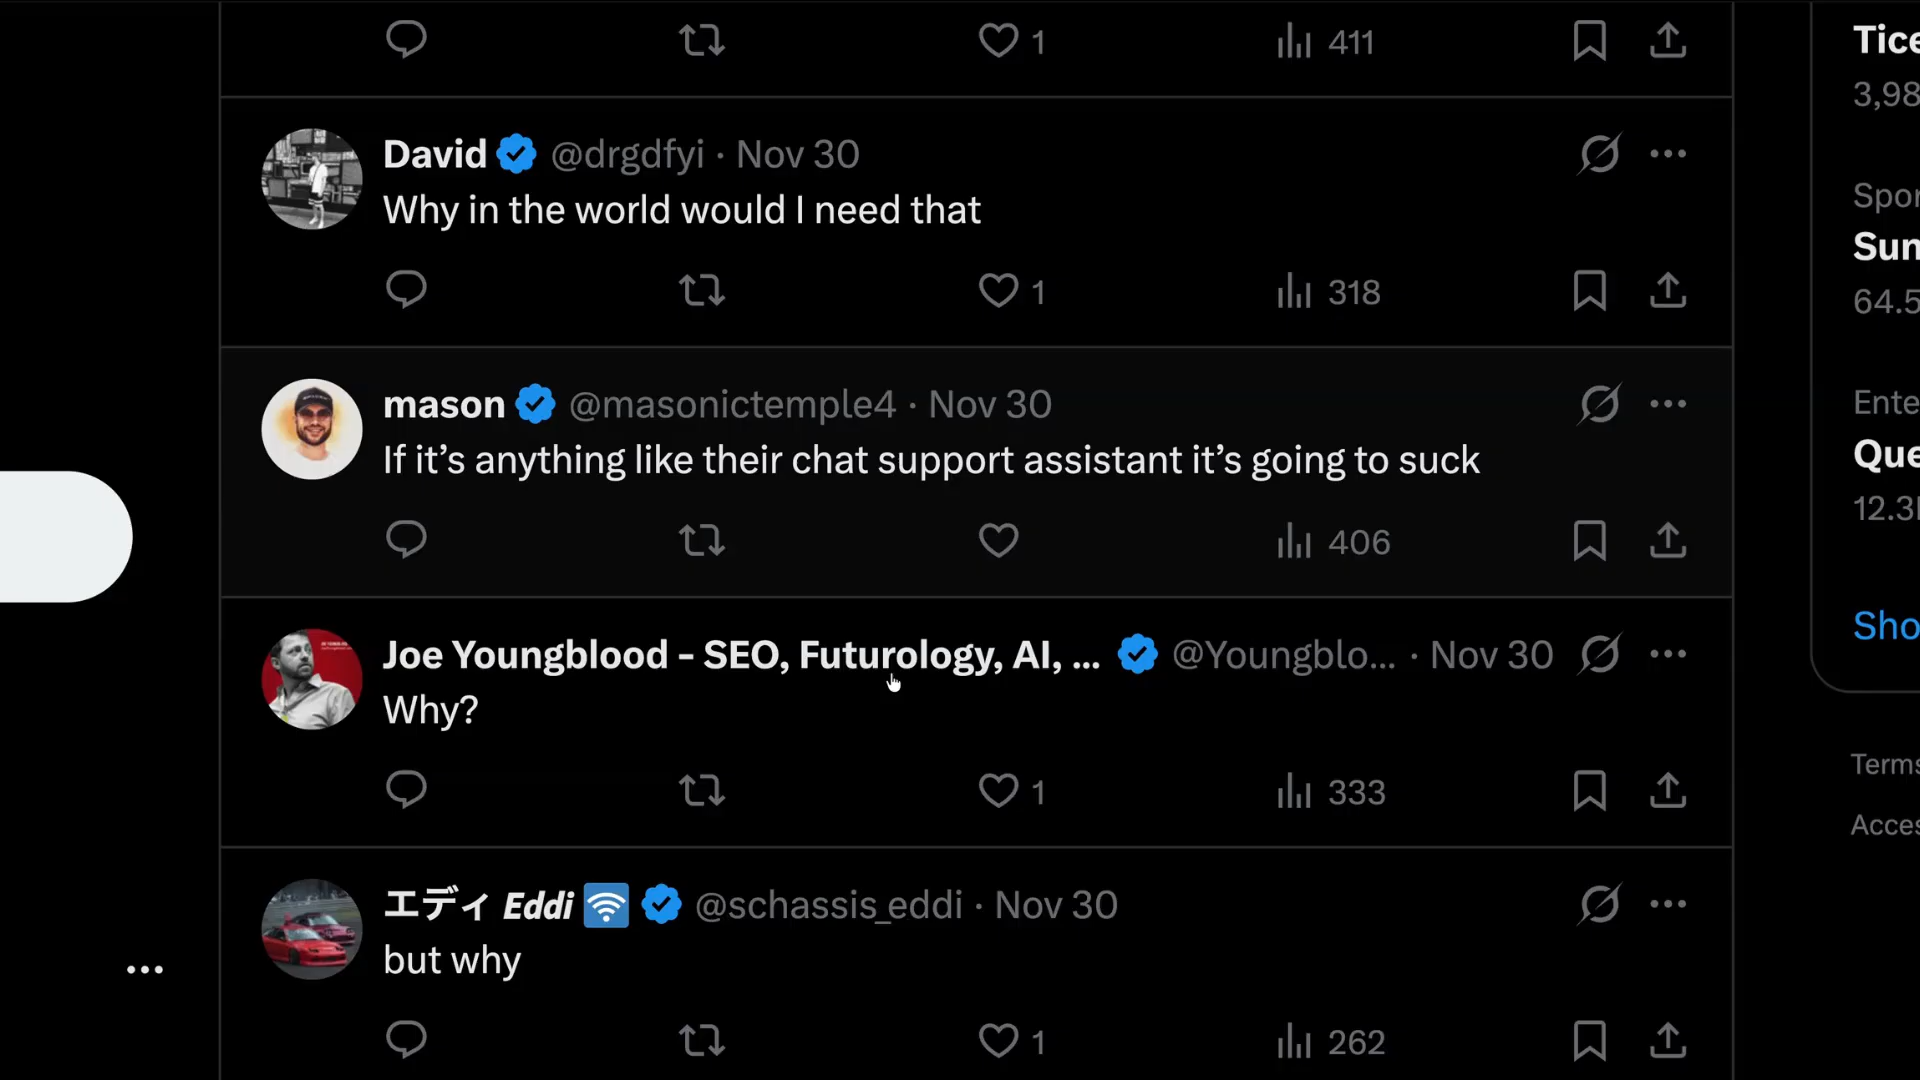 1 411
Tice
3,98
David @drgdfyi · Nov 30
Why in the world would I need that
Spor
Sun
1 318
64.5
mason @masonictemple4 · Nov 30
If it's anything like their chat support assistant it's going to suck
Ente
Que
406
12.3
Joe Youngblood - SEO, Futurology, AI, ... @Youngblo... · Nov 30
Why?
Sho
1 333
Terms
Acces
エディ Eddi @schassis_eddi · Nov 30
but why
1 262